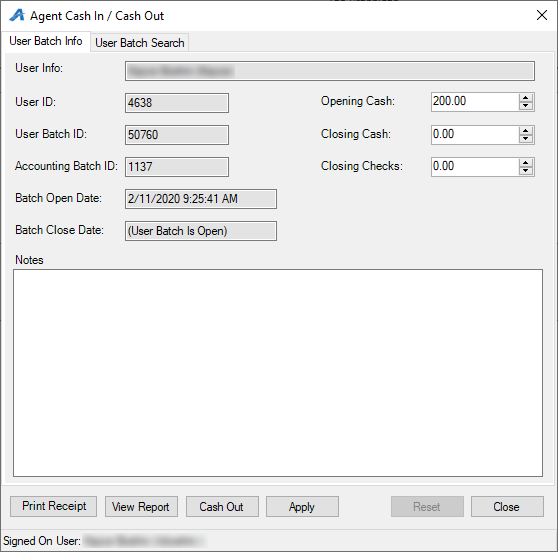 Agent Cash In / Cash Out
User Batch Info User Batch Search
User Info:
User ID: 4638 Opening Cash: 200.00
User Batch ID: 50760 Closing Cash: 0.00
Accounting Batch ID: 1137 Closing Checks: 0.00
Batch Open Date: 2/11/2020 9:25:41 AM
Batch Close Date: (User Batch Is Open)
Notes
Print Receipt View Report Cash Out Apply Reset Close
Signed On User: